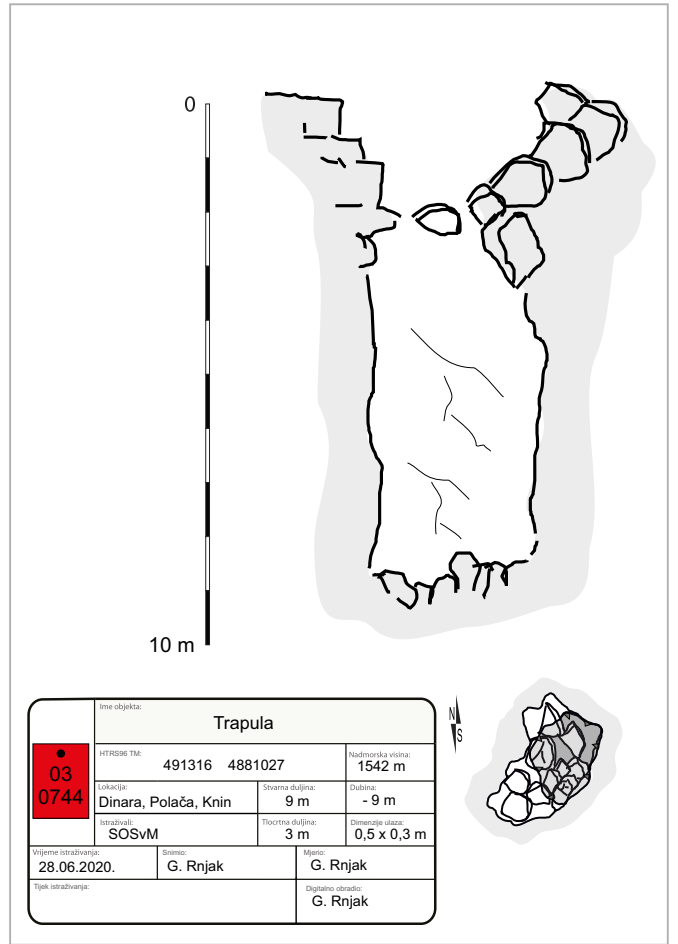 0
10 m
Ime objekta:
Trapula
03
0744
HTRS96 TM:
491316 4881027
Nadmorska visina:
1542 m
Lokacija:
Dinara, Polača, Knin
Stvarna duljina:
9 m
Dubina:
- 9 m
Istraživali:
SOSvM
Tlocrtna duljina:
3 m
Dimenzije ulaza:
0,5 x 0,3 m
Vrijeme istraživanja:
28.06.2020.
Snimio:
G. Rnjak
Mjerio:
G. Rnjak
Tijek istraživanja:
Digitalno obradio:
G. Rnjak
N
S